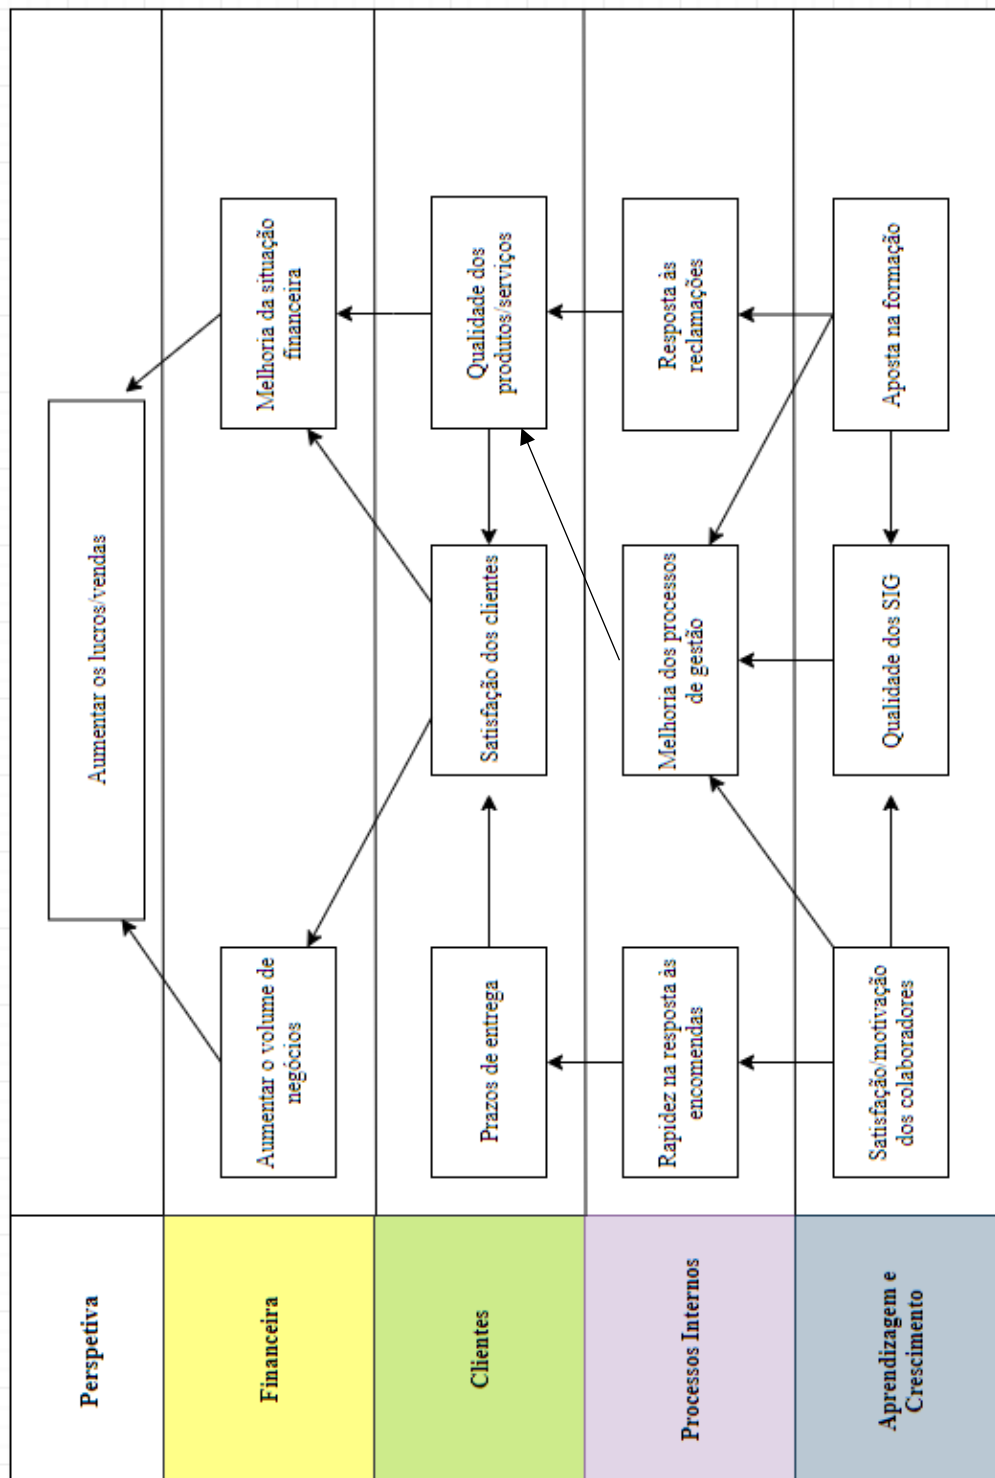 Perspetiva
Aumentar os lucros/vendas
Financeira
Aumentar o volume de
negócios
Melhoria da situação
financeira
Clientes
Prazos de entrega
Satisfação dos clientes
Qualidade dos
produtos/serviços
Processos Internos
Rapidez na resposta às
encomendas
Melhoria dos processos
de gestão
Resposta às
reclamações
Aprendizagem e
Crescimento
Satisfação/motivação
dos colaboradores
Qualidade dos SIG
Aposta na formação